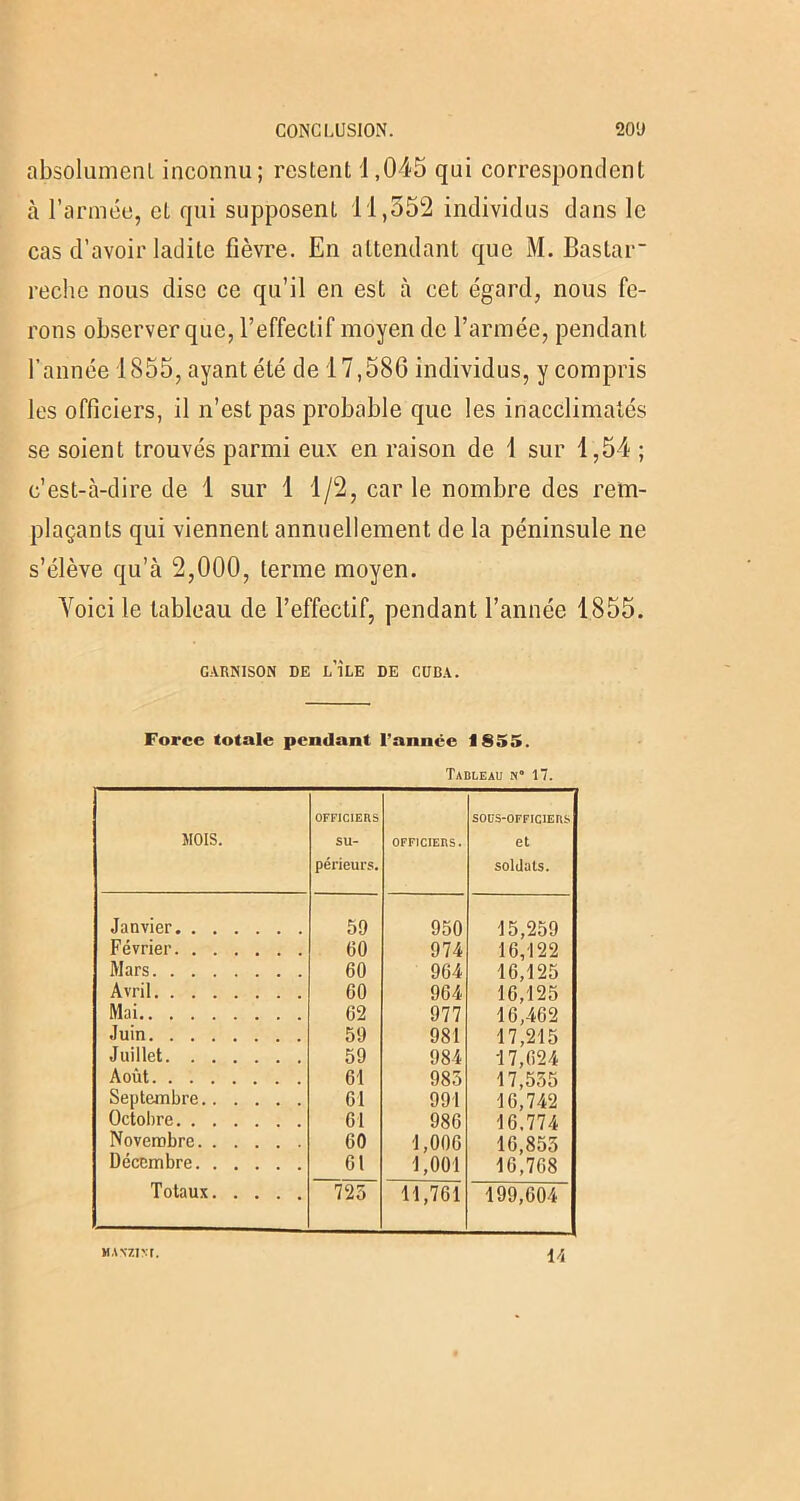 CONCLUSION. 209
absolument inconnu; restent 1,045 qui correspondent
à l’armée, et qui supposent 11,352 individus dans le
cas d’avoir ladite fièvre. En attendant que M. Bastar-
reche nous dise ce qu’il en est à cet égard, nous fe-
rons observer que, l’effectif moyen de l’armée, pendant
l’année 1855, ayant été de 17,586 individus, y compris
les officiers, il n’est pas probable que les inacclimatés
se soient trouvés parmi eux en raison de 1 sur 1,54 ;
c’est-à-dire de 1 sur 1 1/2, car le nombre des rem-
plaçants qui viennent annuellement de la péninsule ne
s’élève qu’à 2,000, terme moyen.
Voici le tableau de l’effectif, pendant l’année 1855.
GARNISON DE L’ÎLE DE CUBA.
Force totale pendant l’année 1855.
TABLEAU N° 17.
MOIS. OFFICIERS su- périeurs. OFFICIERS. SOUS-OFFICIERS et soldats.
Janvier. . . . . . . 59 950 15,259
Février. . . . . . . 60 974 16,122
Mars. . . . . . . . 60 964 16,125
Avril. . . . . . . . 60 964 16,125
Mai.. . . . . . . . 62 977 16,462
Juin. . . . . . . . 59 981 17,215
Juillet. . . . . . . 59 984 17,624
Août. . . . . . . . 61 983 17,535
Septembre.. . . . . . 61 991 16,742
Octobre. . . . . . . 61 986 16,774
Novembre. . . . . . 60 1,006 16,853
Décembre. . . . . . 61 1,001 16,768
Totaux. . . . . 723 11,761 199,604
MANZINI. 14